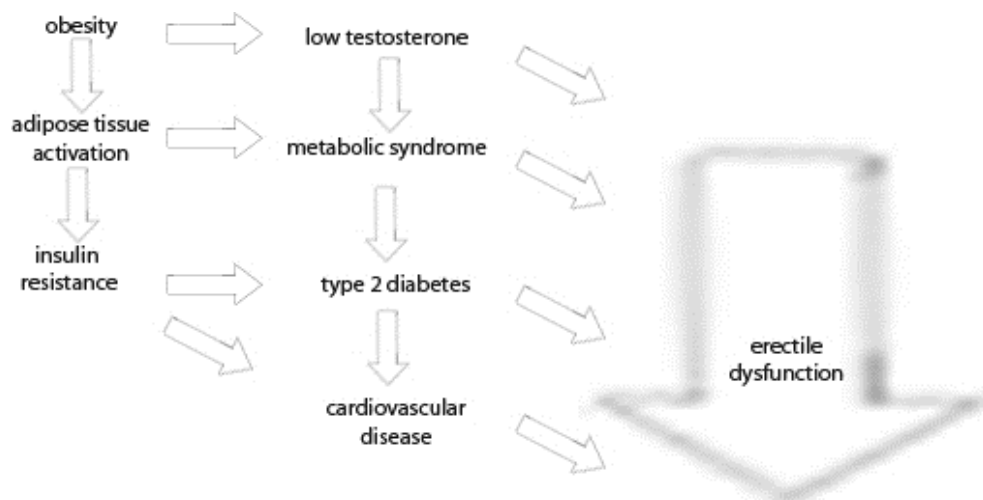 obesity
low testosterone
adipose tissue
activation
metabolic syndrome
insulin
resistance
type 2 diabetes
erectile
dysfunction
cardiovascular
disease